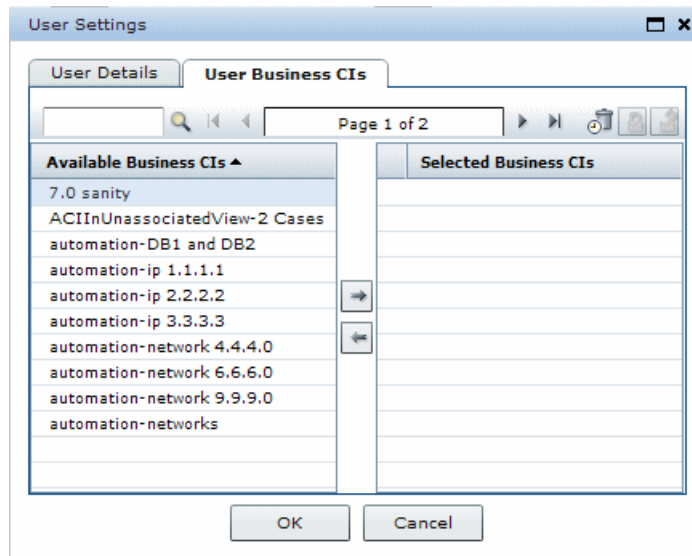 User Settings
User Details
User Business CIs
Page 1 of 2
Available Business CIs
Selected Business CIs
7.0 sanity
ACIInUnassociatedView-2 Cases
automation-DB1 and DB2
automation-ip 1.1.1.1
automation-ip 2.2.2.2
automation-ip 3.3.3.3
automation-network 4.4.4.0
automation-network 6.6.6.0
automation-network 9.9.9.0
automation-networks
OK
Cancel